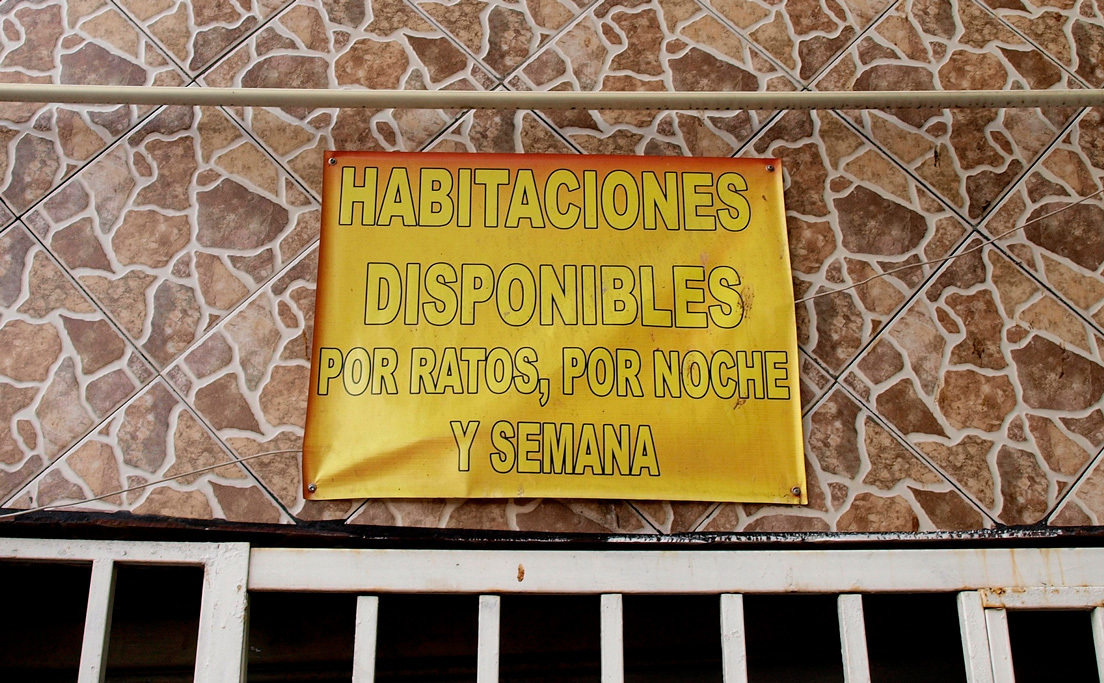 HABITACIONES
DISPONIBLES
POR RATOS, POR NOCHE
Y SEMANA